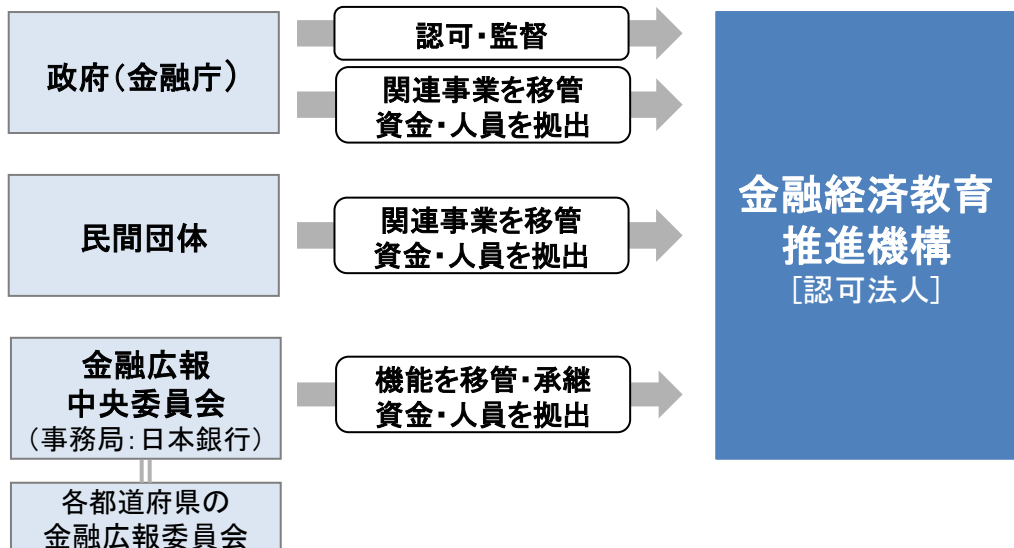 政府(金融庁)
認可・監督
関連事業を移管
資金・人員を拠出
民間団体
関連事業を移管
資金・人員を拠出
金融広報
中央委員会
(事務局:日本銀行)
機能を移管・承継
資金・人員を拠出
各都道府県の
金融広報委員会
金融経済教育
推進機構
[認可法人]